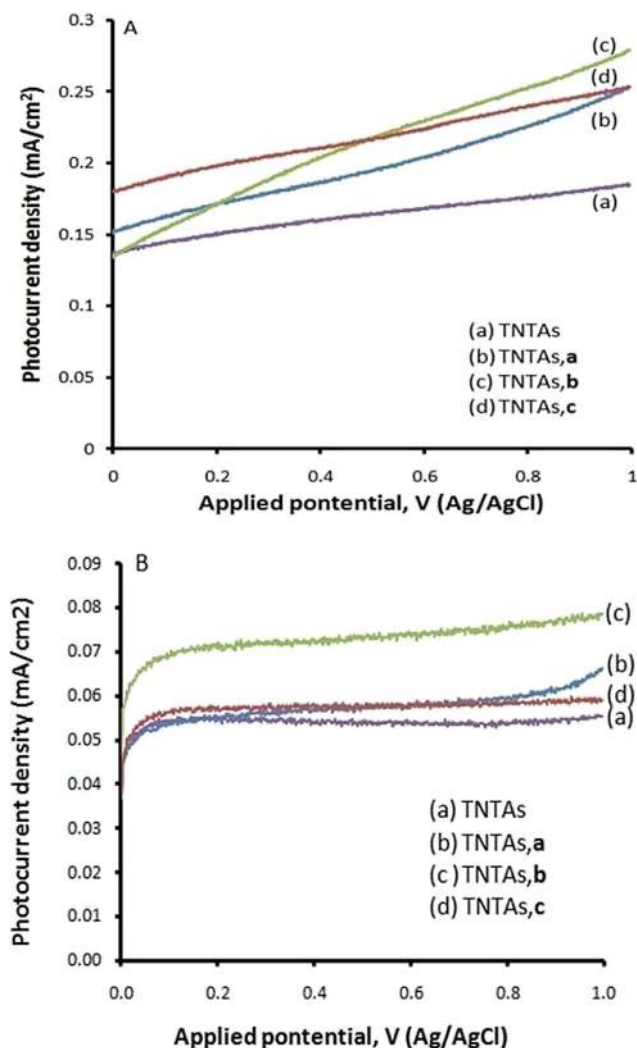 A
0.3
0.25
0.2
0.15
0.1
0.05
0
Photocurrent density (mA/cm²)
(c)
(d)
(b)
(a)
(a) TNTAs
(b) TNTAs,a
(c) TNTAs,b
(d) TNTAs,c
0 0.2 0.4 0.6 0.8 1
Applied pontential, V (Ag/AgCl)
B
0.09
0.08
0.07
0.06
0.05
0.04
0.03
0.02
0.01
0.00
Photocurrent density (mA/cm2)
(c)
(b)
(d)
(a)
(a) TNTAs
(b) TNTAs,a
(c) TNTAs,b
(d) TNTAs,c
0.0 0.2 0.4 0.6 0.8 1.0
Applied pontential, V (Ag/AgCl)